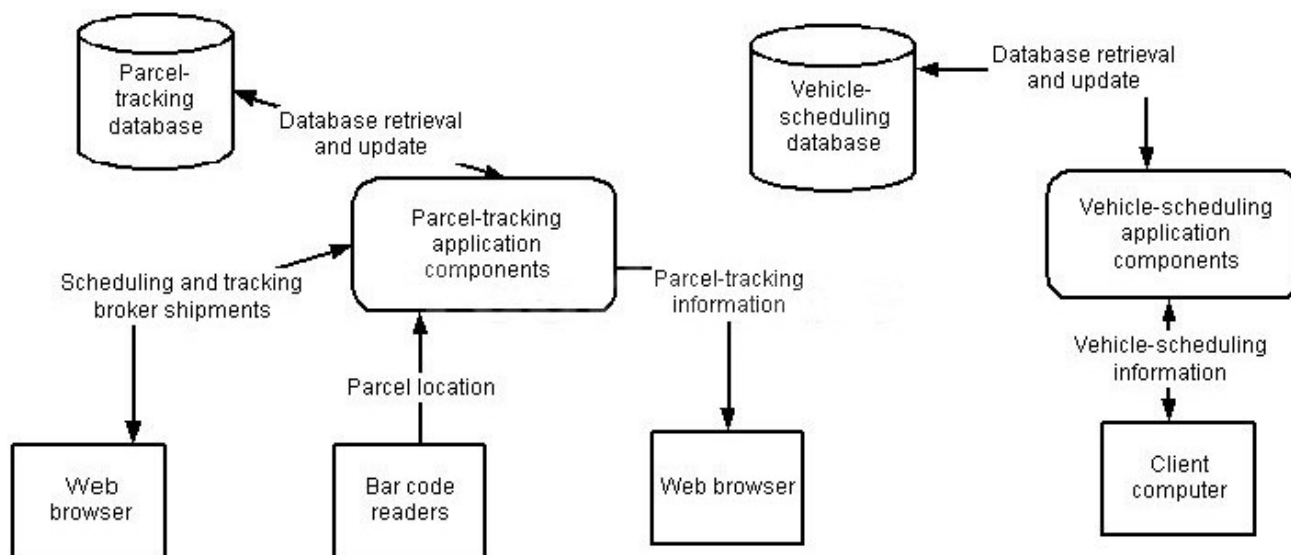 Parcel-
tracking
database
Database retrieval
and update
Vehicle-
scheduling
database
Database retrieval
and update
Parcel-tracking
application
components
Vehicle-scheduling
application
components
Scheduling and tracking
broker shipments
Parcel-tracking
information
Parcel location
Vehicle-scheduling
information
Web
browser
Bar code
readers
Web browser
Client
computer